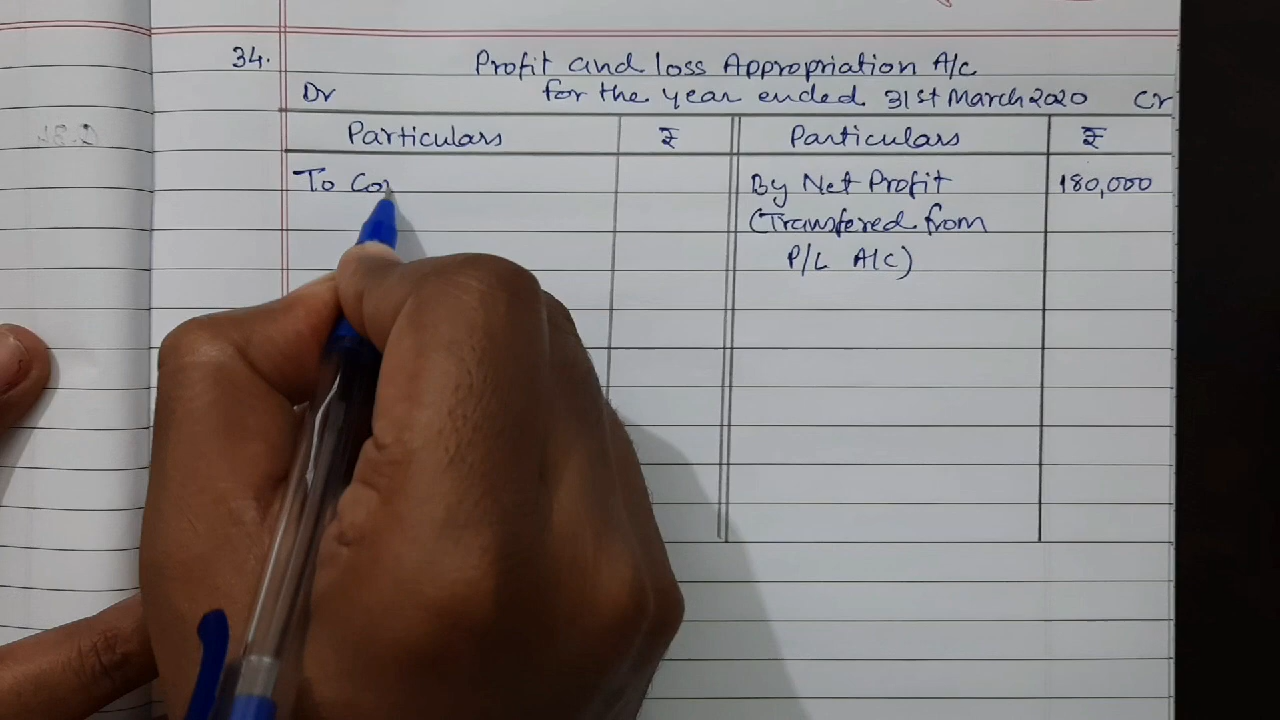 34.
Profit and loss Appropriation A/c
Dr for the year ended 31st March 2020 Cr
Particulars ₹ Particulars ₹
To By Net Profit 180,000
(Transfered from
P/L A/C)